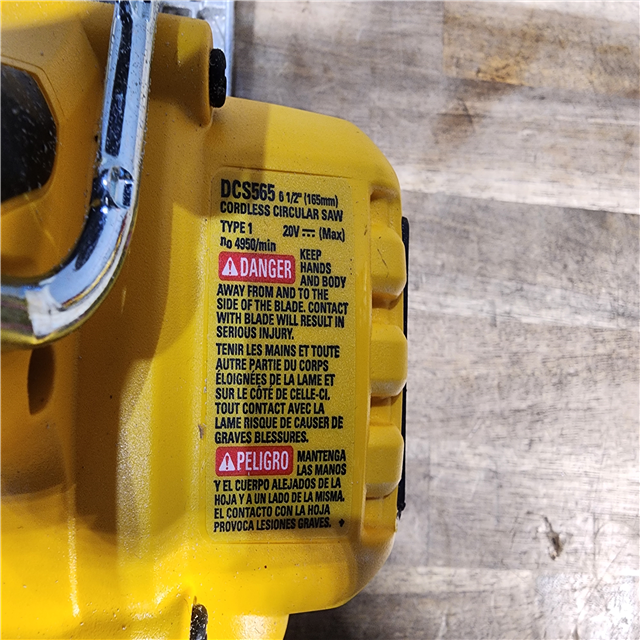 DCS565 6 1/2" (165mm)
CORDLESS CIRCULAR SAW
TYPE 1 20V ⎓ (Max)
n0 4950/min
⚠ DANGER KEEP
HANDS
AND BODY
AWAY FROM AND TO THE
SIDE OF THE BLADE. CONTACT
WITH BLADE WILL RESULT IN
SERIOUS INJURY.
TENIR LES MAINS ET TOUTE
AUTRE PARTIE DU CORPS
ÉLOIGNÉES DE LA LAME ET
SUR LE CÔTÉ DE CELLE-CI.
TOUT CONTACT AVEC LA
LAME RISQUE DE CAUSER DE
GRAVES BLESSURES.
⚠ PELIGRO MANTENGA
LAS MANOS
Y EL CUERPO ALEJADOS DE LA
HOJA Y A UN LADO DE LA MISMA.
EL CONTACTO CON LA HOJA
PROVOCA LESIONES GRAVES.